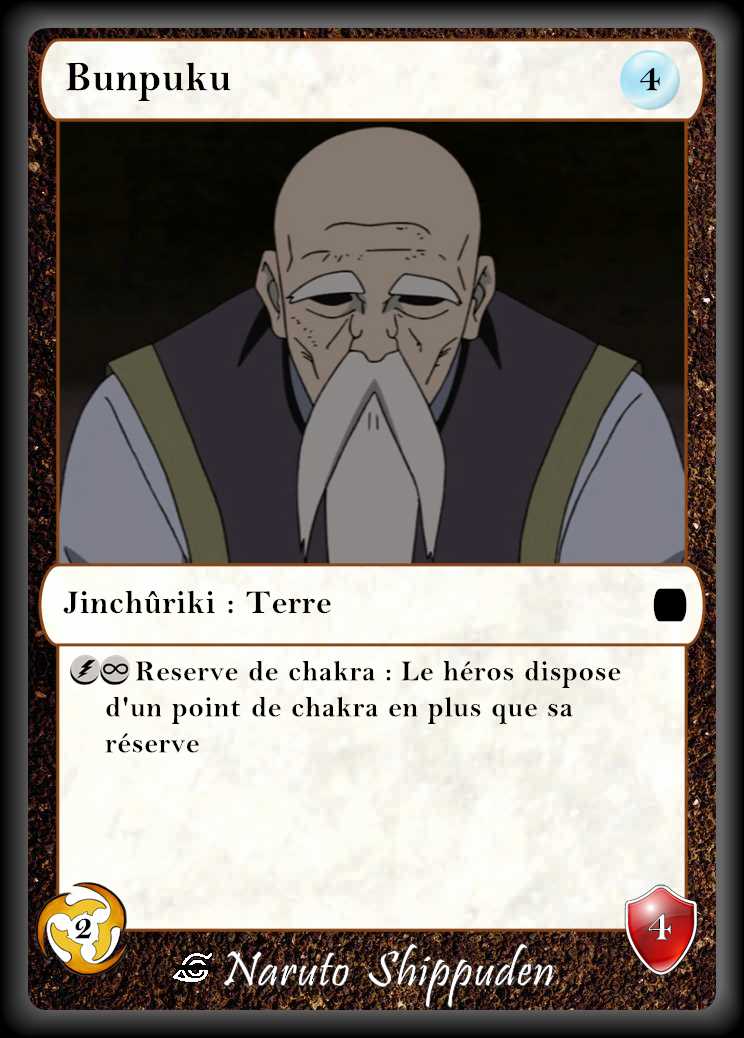 Bunpuku
4
Jinchûriki : Terre
Reserve de chakra : Le héros dispose
d'un point de chakra en plus que sa
réserve
2
4
Naruto Shippuden